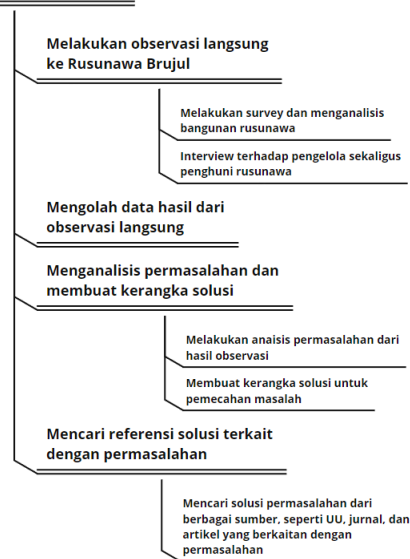 Melakukan observasi langsung
ke Rusunawa Brujul
Melakukan survey dan menganalisis
bangunan rusunawa
Interview terhadap pengelola sekaligus
penghuni rusunawa
Mengolah data hasil dari
observasi langsung
Menganalisis permasalahan dan
membuat kerangka solusi
Melakukan anaisis permasalahan dari
hasil observasi
Membuat kerangka solusi untuk
pemecahan masalah
Mencari referensi solusi terkait
dengan permasalahan
Mencari solusi permasalahan dari
berbagai sumber, seperti UU, jurnal, dan
artikel yang berkaitan dengan
permasalahan